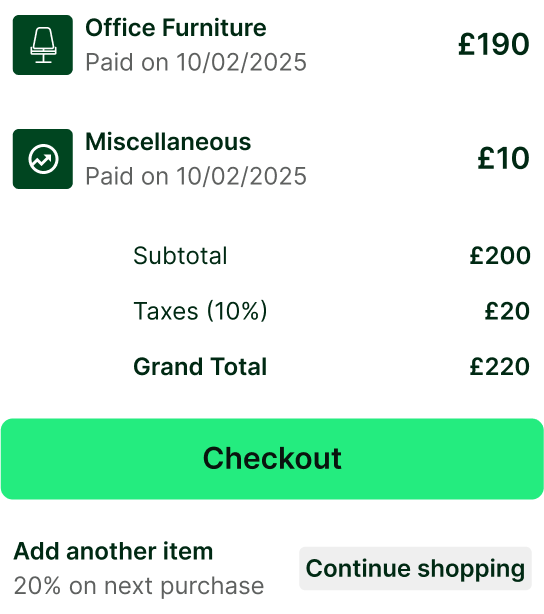 Office Furniture
Paid on 10/02/2025
£190
Miscellaneous
Paid on 10/02/2025
£10
Subtotal £200
Taxes (10%) £20
Grand Total £220
Checkout
Add another item
20% on next purchase
Continue shopping